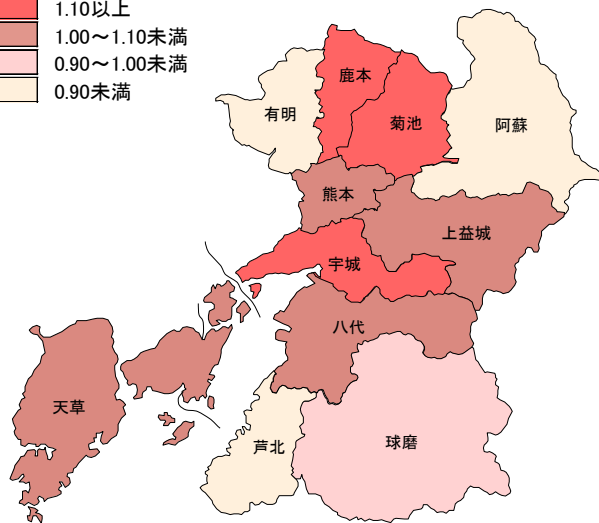 1.10以上
1.00～1.10未満
0.90～1.00未満
0.90未満
鹿本
有明
菊池
阿蘇
熊本
上益城
宇城
八代
天草
芦北
球磨